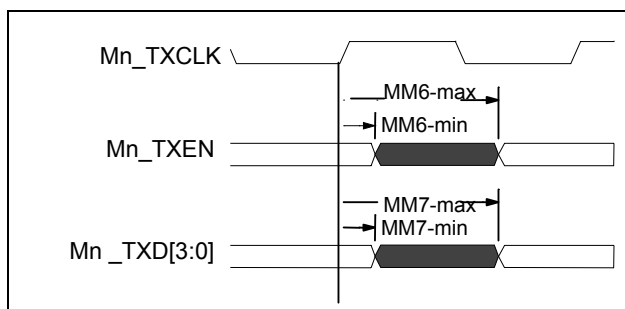 Mn_TXCLK
MM6-max
MM6-min
Mn_TXEN
MM7-max
MM7-min
Mn _TXD[3:0]